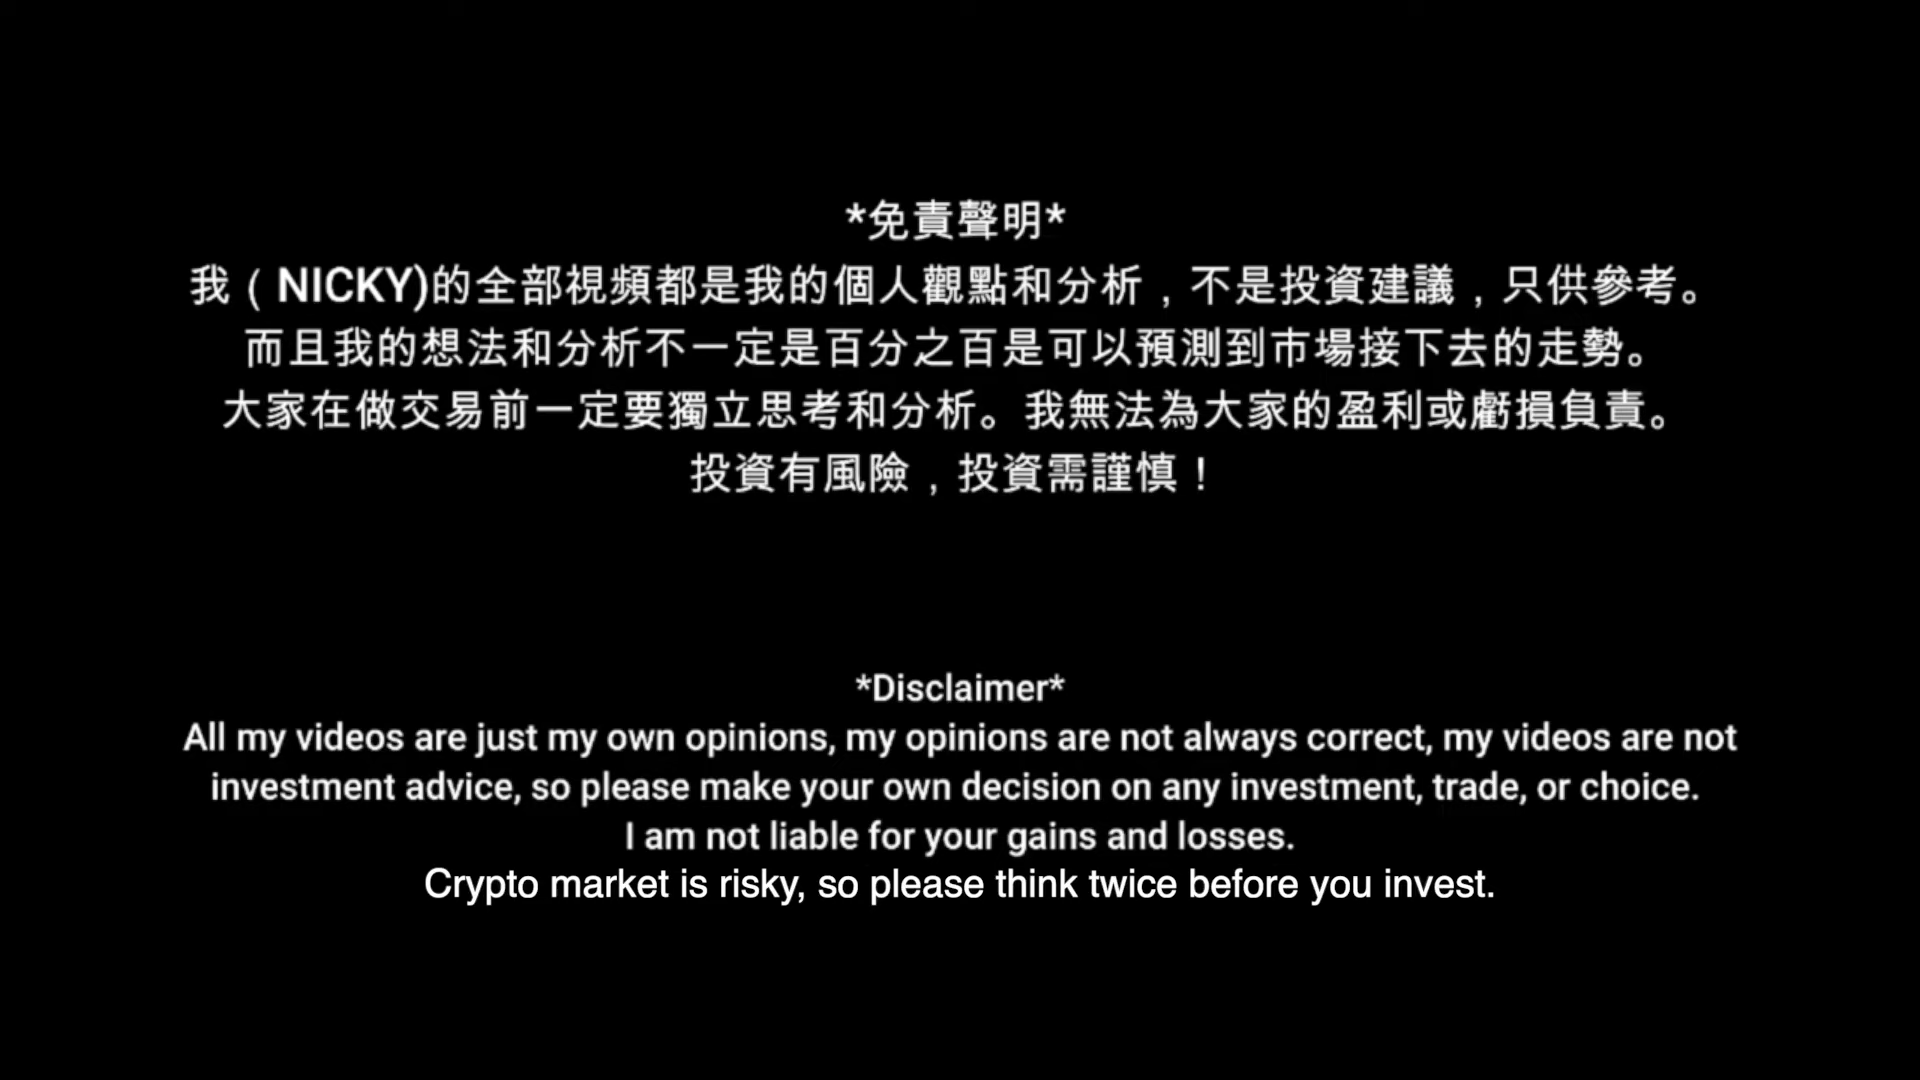 *免責聲明*
我（NICKY)的全部視頻都是我的個人觀點和分析，不是投資建議，只供參考。
而且我的想法和分析不一定是百分之百是可以預測到市場接下去的走勢。
大家在做交易前一定要獨立思考和分析。我無法為大家的盈利或虧損負責。
投資有風險，投資需謹慎！
*Disclaimer*
All my videos are just my own opinions, my opinions are not always correct, my videos are not
investment advice, so please make your own decision on any investment, trade, or choice.
I am not liable for your gains and losses.
Crypto market is risky, so please think twice before you invest.